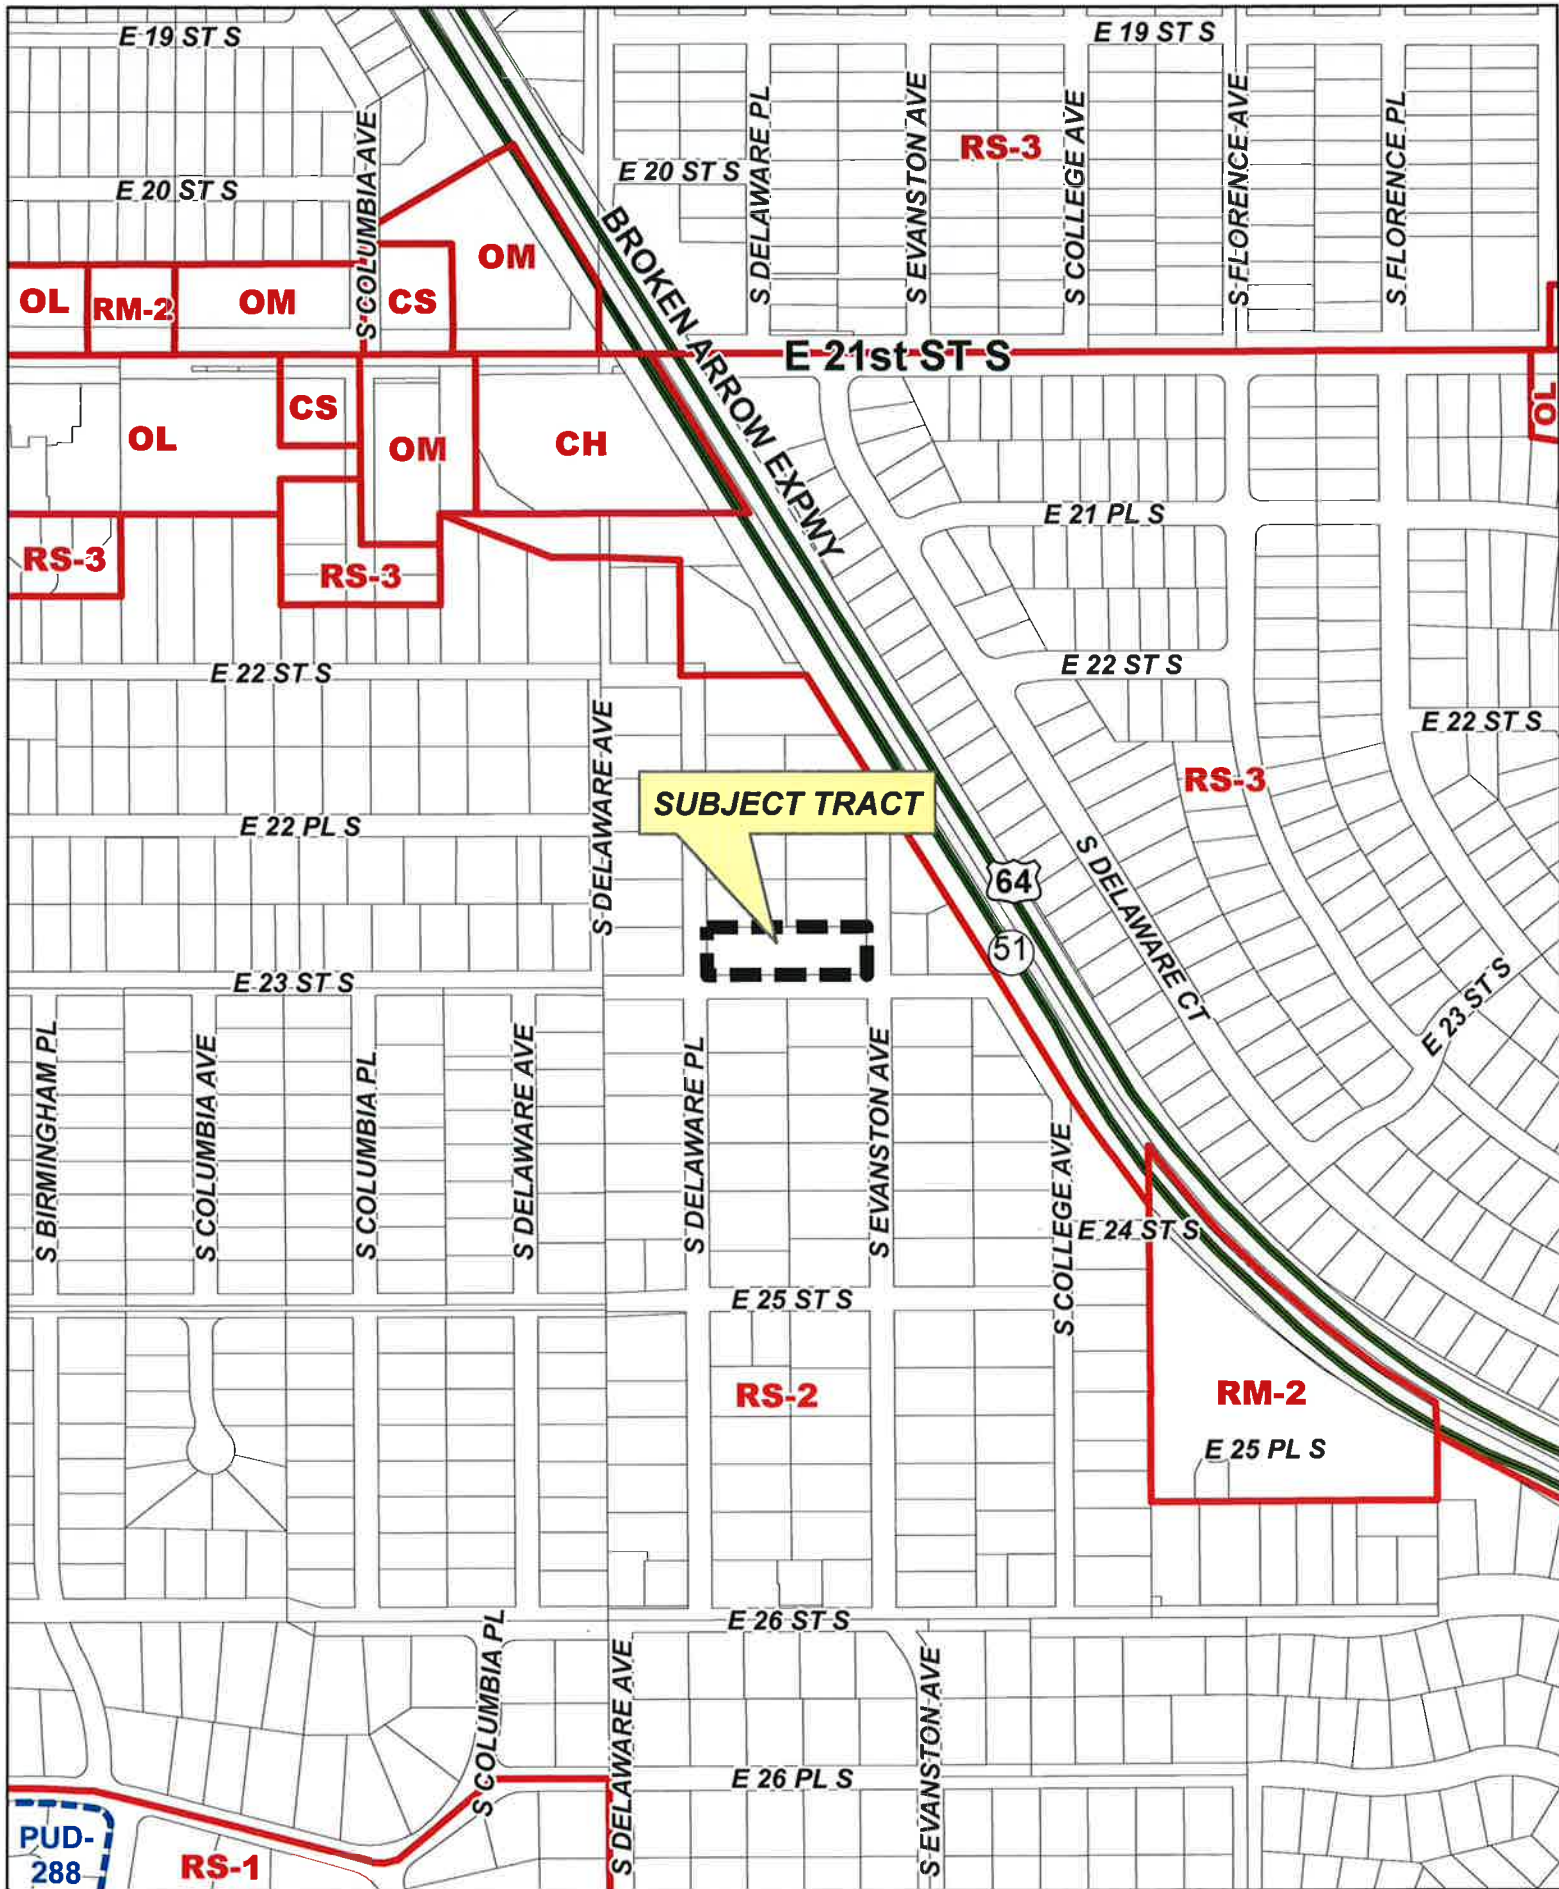 E 19 ST S
E 19 ST S
S COLUMBIA AVE
S DELAWARE PL
S EVANSTON AVE
RS-3
S COLLEGE AVE
S FLORENCE AVE
S FLORENCE PL
E 20 ST S
E 20 ST S
OM
BROKEN ARROW EXPWY
OL
RM-2
OM
CS
E 21st ST S
CS
OL
OM
CH
OL
E 21 PL S
RS-3
RS-3
E 22 ST S
E 22 ST S
E 22 ST S
S DELAWARE AVE
RS-3
SUBJECT TRACT
E 22 PL S
64
S DELAWARE CT
51
E 23 ST S
E 23 ST S
S BIRMINGHAM PL
S COLUMBIA AVE
S COLUMBIA PL
S DELAWARE AVE
S DELAWARE PL
S EVANSTON AVE
S COLLEGE AVE
E 24 ST S
E 25 ST S
RS-2
RM-2
E 25 PL S
E 26 ST S
S COLUMBIA PL
S DELAWARE AVE
S EVANSTON AVE
E 26 PL S
PUD-
288
RS-1